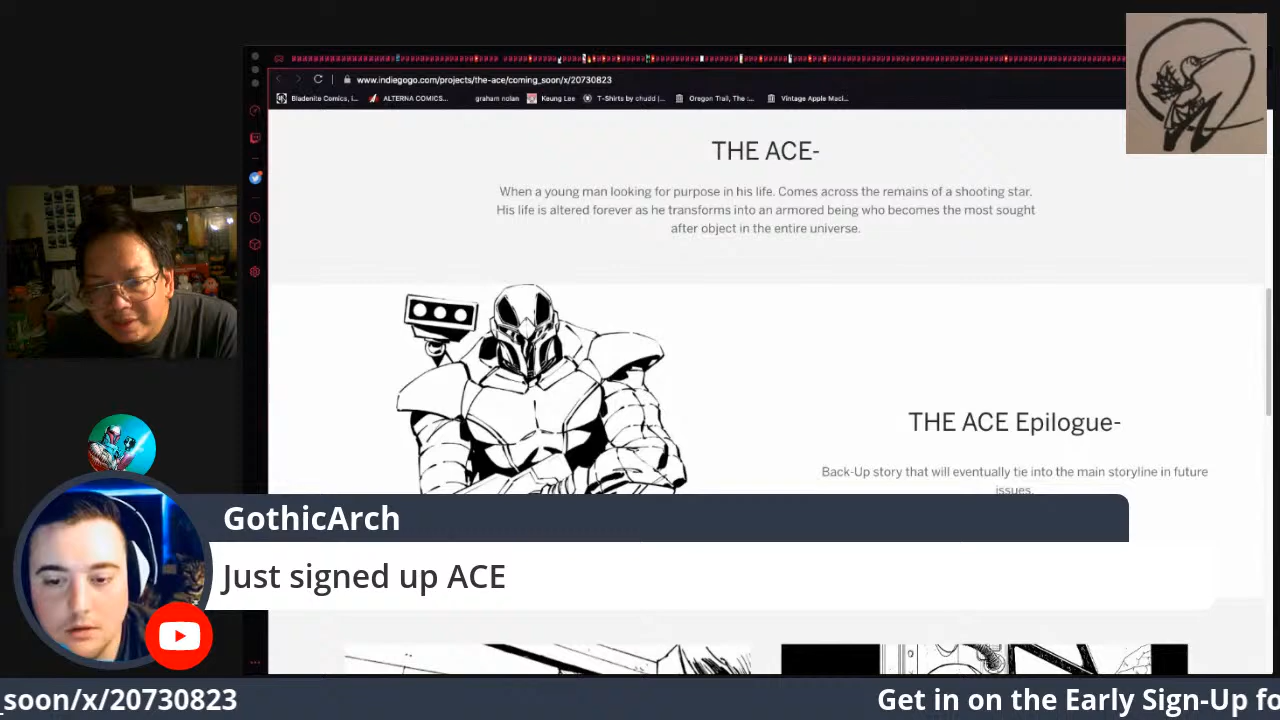 www.indiegogo.com/projects/the-ace/coming_soon/x/20730823
Bladenite Comics, i... ALTERNA COMICS... graham nolan Keung Lee T-Shirts by chudd |... Oregon Trail, The :... Vintage Apple Maci...
THE ACE-
When a young man looking for purpose in his life. Comes across the remains of a shooting star.
His life is altered forever as he transforms into an armored being who becomes the most sought
after object in the entire universe.
THE ACE Epilogue-
Back-Up story that will eventually tie into the main storyline in future
issues.
GothicArch
Just signed up ACE
_soon/x/20730823 Get in on the Early Sign-Up fo